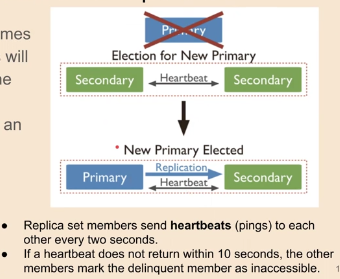 mes
will
ne
an
Primary
Election for New Primary
Secondary Heartbeat Secondary
* New Primary Elected
Primary Replication Secondary
Heartbeat
● Replica set members send heartbeats (pings) to each
other every two seconds.
● If a heartbeat does not return within 10 seconds, the other
members mark the delinquent member as inaccessible.